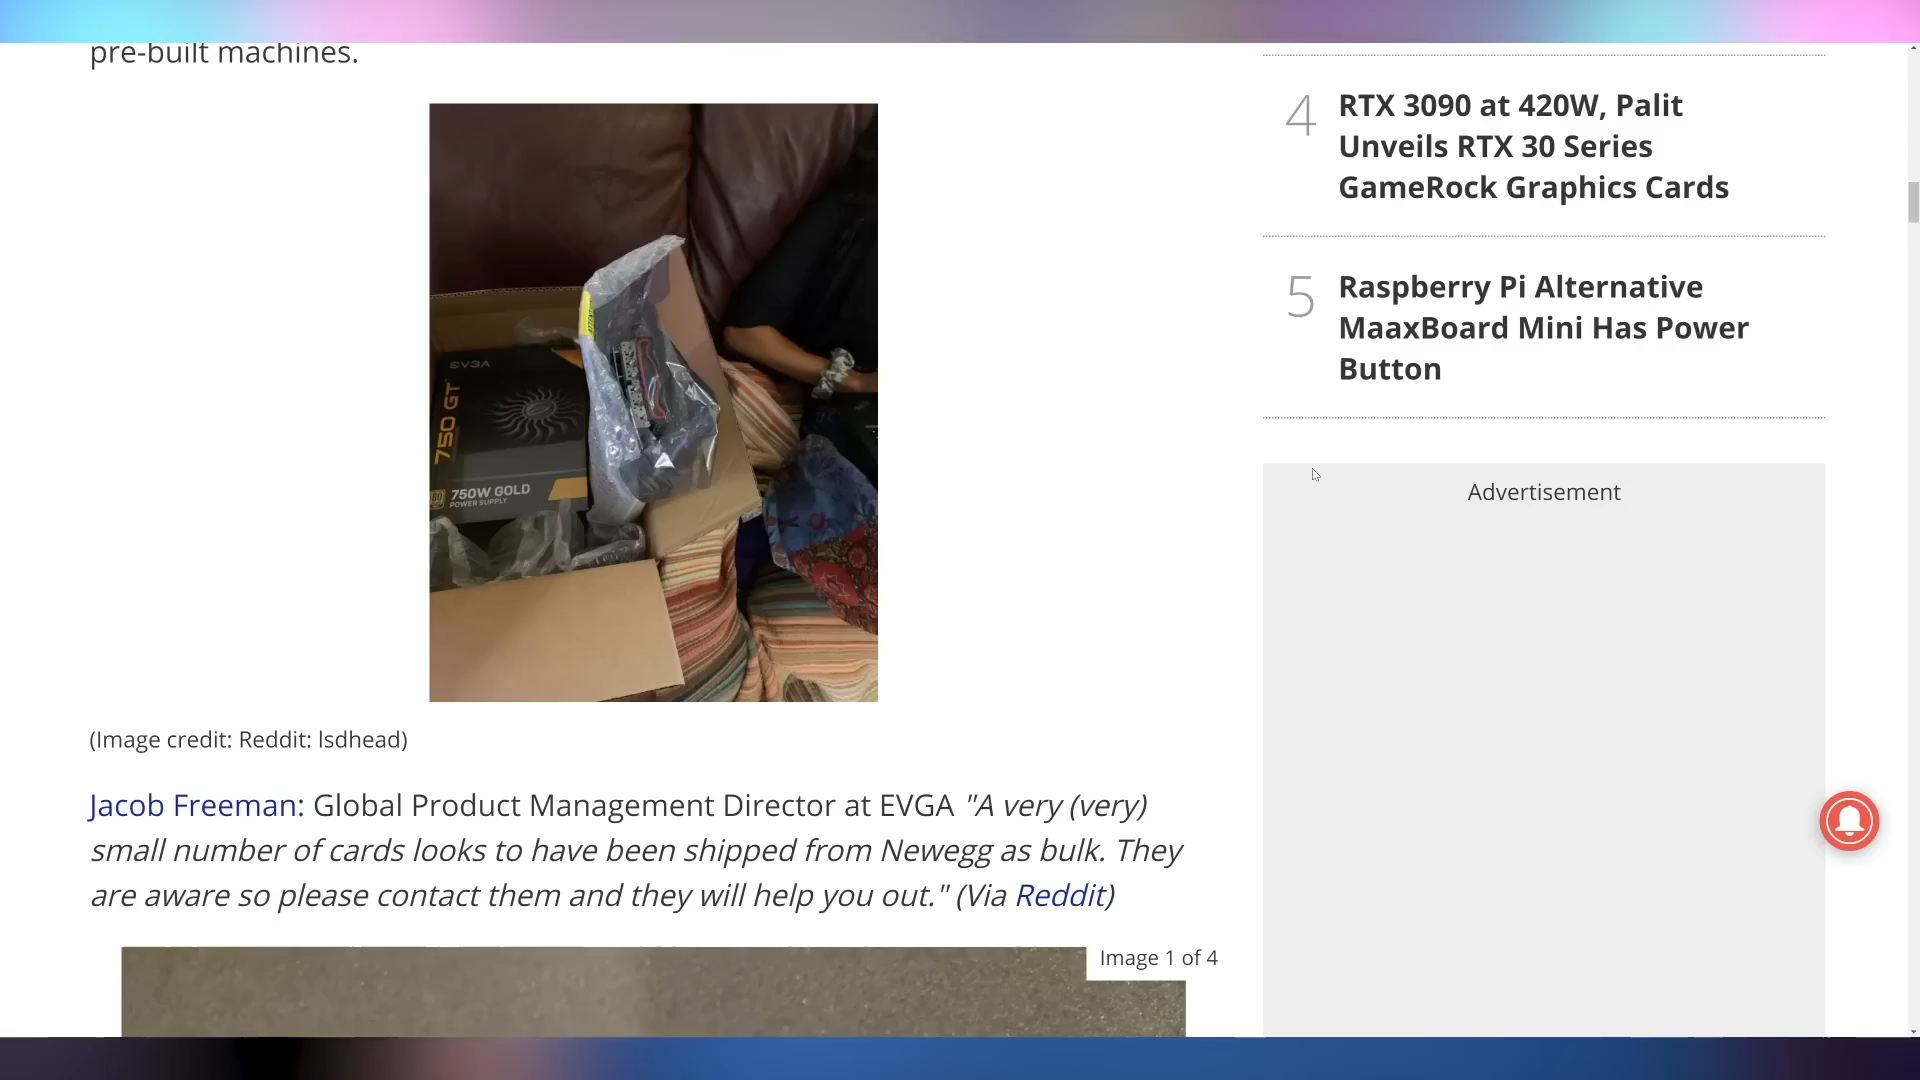 pre-built machines.
EVGA
750 GT
750W GOLD
POWER SUPPLY
(Image credit: Reddit: lsdhead)
Jacob Freeman: Global Product Management Director at EVGA "A very (very)
small number of cards looks to have been shipped from Newegg as bulk. They
are aware so please contact them and they will help you out." (Via Reddit)
Image 1 of 4
4
RTX 3090 at 420W, Palit
Unveils RTX 30 Series
GameRock Graphics Cards
5
Raspberry Pi Alternative
MaaxBoard Mini Has Power
Button
Advertisement